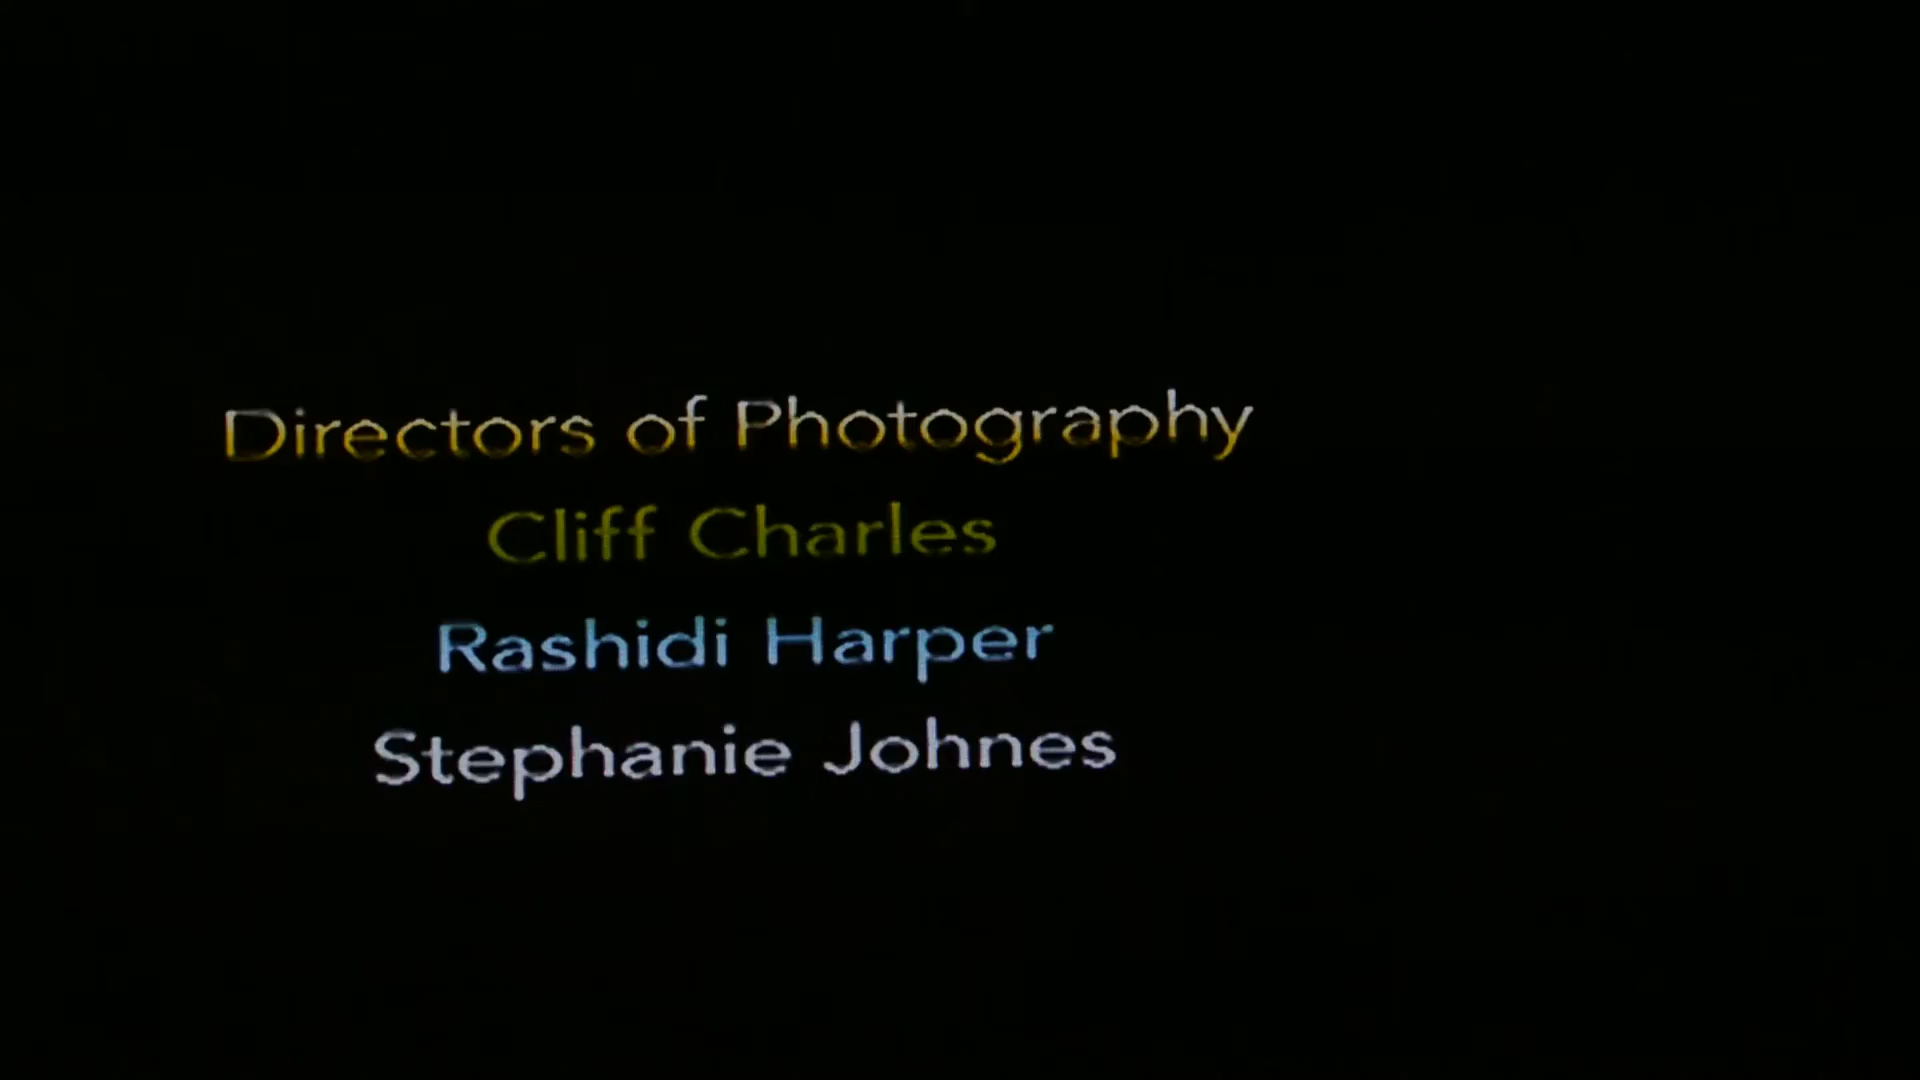 Directors of Photography
Cliff Charles
Rashidi Harper
Stephanie Johnes